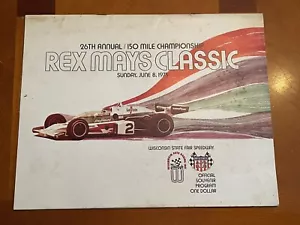 26TH ANNUAL / 150 MILE CHAMPIONSHIP
REX MAYS CLASSIC
SUNDAY, JUNE 8, 1975
2
WISCONSIN STATE FAIR SPEEDWAY
OFFICIAL
SOUVENIR
PROGRAM
ONE DOLLAR